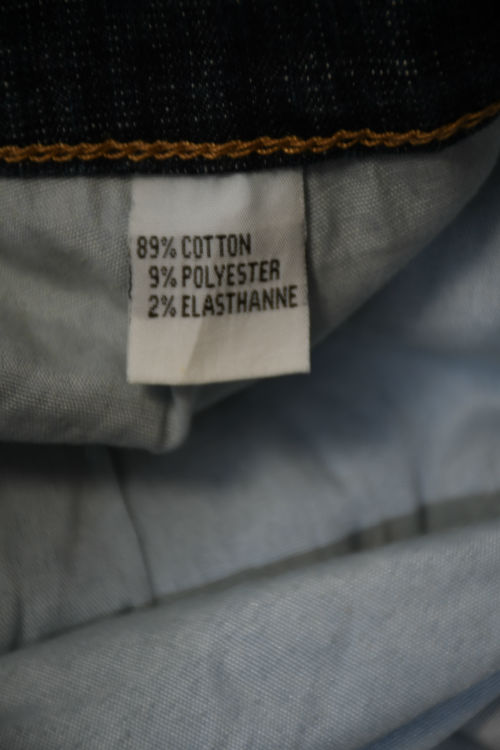 89% COTTON
9% POLYESTER
2% ELASTHANNE